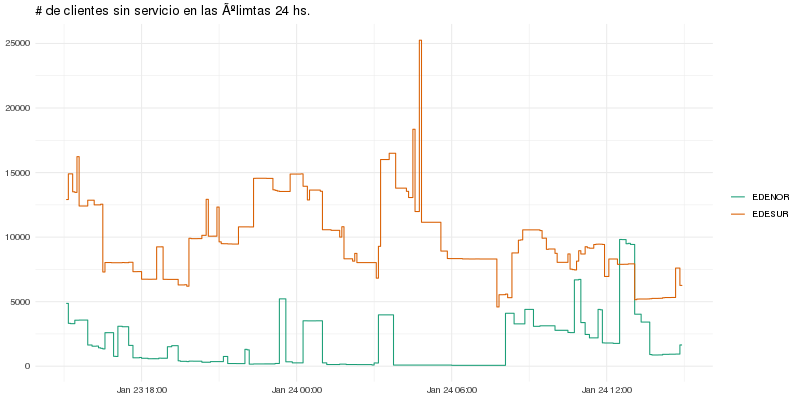 # de clientes sin servicio en las Ãºlimtas 24 hs.
25000
20000
15000
10000
5000
0
Jan 23 18:00
Jan 24 00:00
Jan 24 06:00
Jan 24 12:00
EDENOR
EDESUR